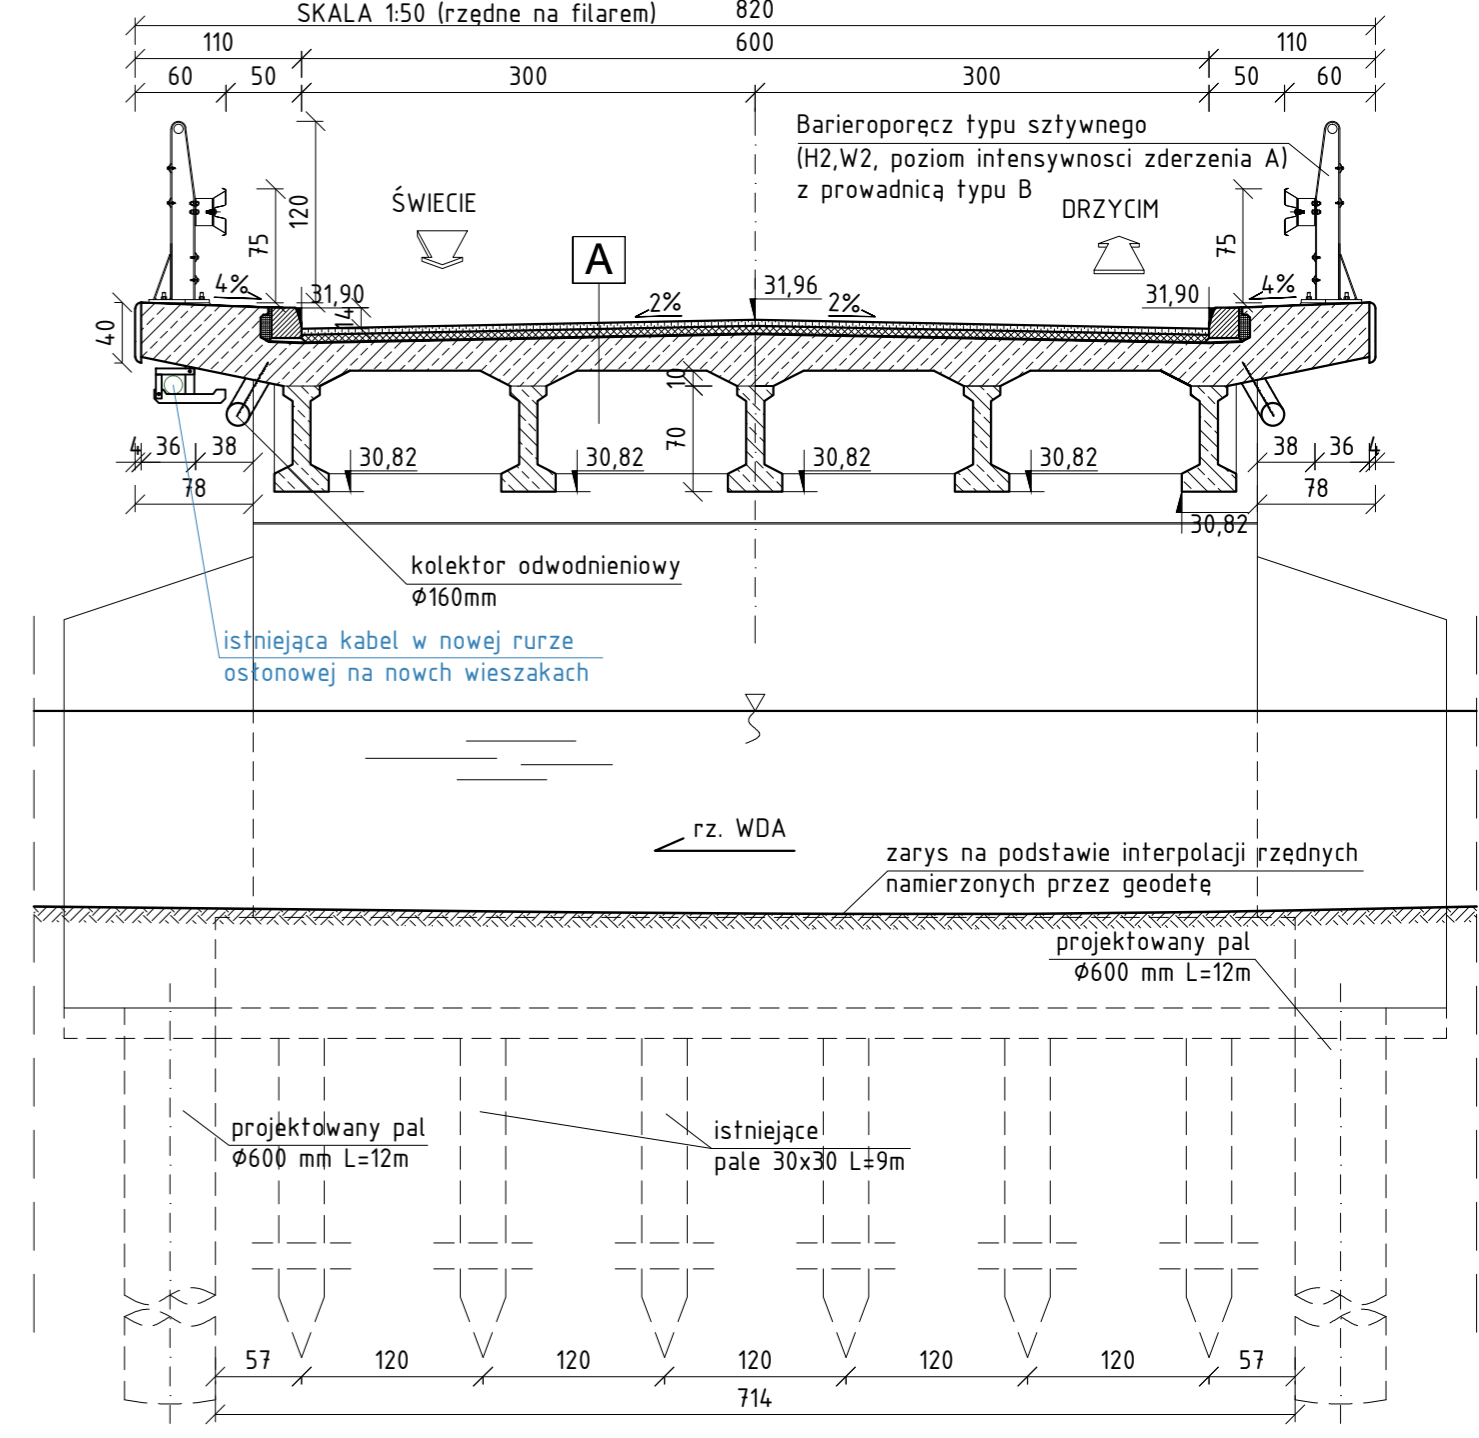 SKALA 1:50 (rzędne na filarem)
820
110
600
110
60
50
300
300
50
60
Barieroporęcz typu sztywnego
(H2,W2, poziom intensywnosci zderzenia A)
z prowadnicą typu B
ŚWIECIE
DRZYCIM
120
75
75
A
4%
31,90
14
2%
31,96
2%
31,90
4%
40
10
70
4
36
38
30,82
30,82
30,82
30,82
38
36
4
78
78
30,82
kolektor odwodnieniowy
Ø160mm
istniejąca kabel w nowej rurze
osłonowej na nowch wieszakach
rz. WDA
zarys na podstawie interpolacji rzędnych
namierzonych przez geodetę
projektowany pal
Ø600 mm L=12m
projektowany pal
Ø600 mm L=12m
istniejące
pale 30x30 L=9m
57
120
120
120
120
120
57
714